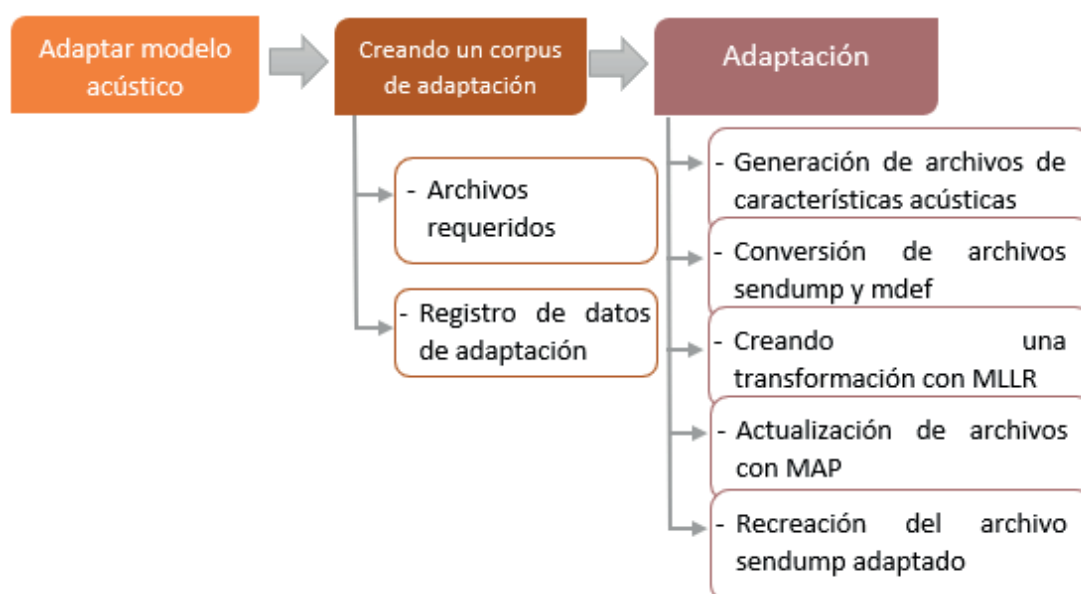 Adaptar modelo
acústico
Creando un corpus
de adaptación
Adaptación
- Archivos
requeridos
- Registro de datos
de adaptación
- Generación de archivos de
características acústicas
- Conversión de archivos
sendump y mdef
- Creando una
transformación con MLLR
- Actualización de archivos
con MAP
- Recreación del archivo
sendump adaptado